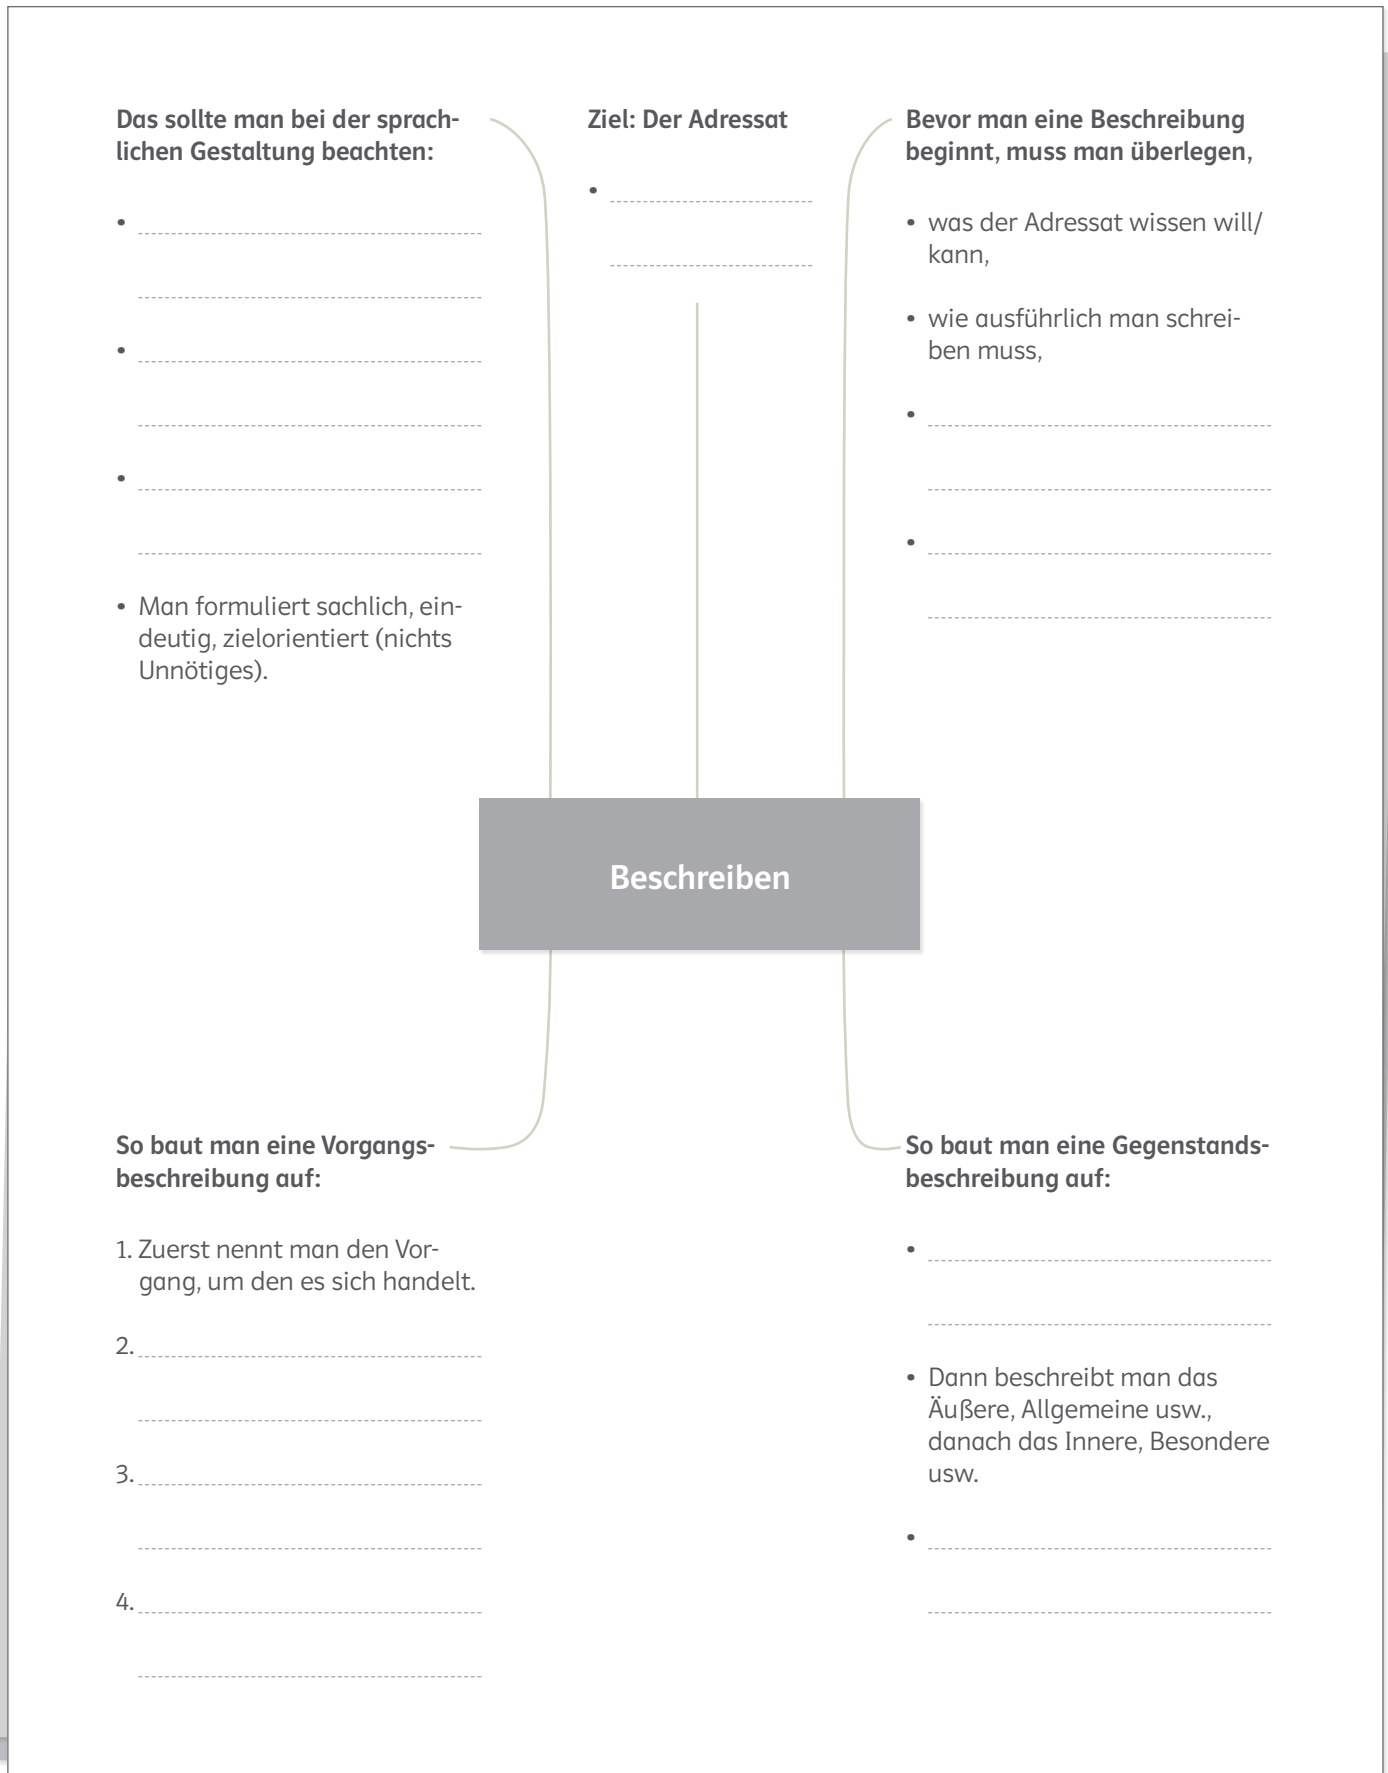 Das sollte man bei der sprach-
lichen Gestaltung beachten:
•
•
•
• Man formuliert sachlich, ein-
deutig, zielorientiert (nichts
Unnötiges).
Ziel: Der Adressat
•
Bevor man eine Beschreibung
beginnt, muss man überlegen,
• was der Adressat wissen will/
kann,
• wie ausführlich man schrei-
ben muss,
•
•
Beschreiben
So baut man eine Vorgangs-
beschreibung auf:
1. Zuerst nennt man den Vor-
gang, um den es sich handelt.
2.
3.
4.
So baut man eine Gegenstands-
beschreibung auf:
•
• Dann beschreibt man das
Äußere, Allgemeine usw.,
danach das Innere, Besondere
usw.
•